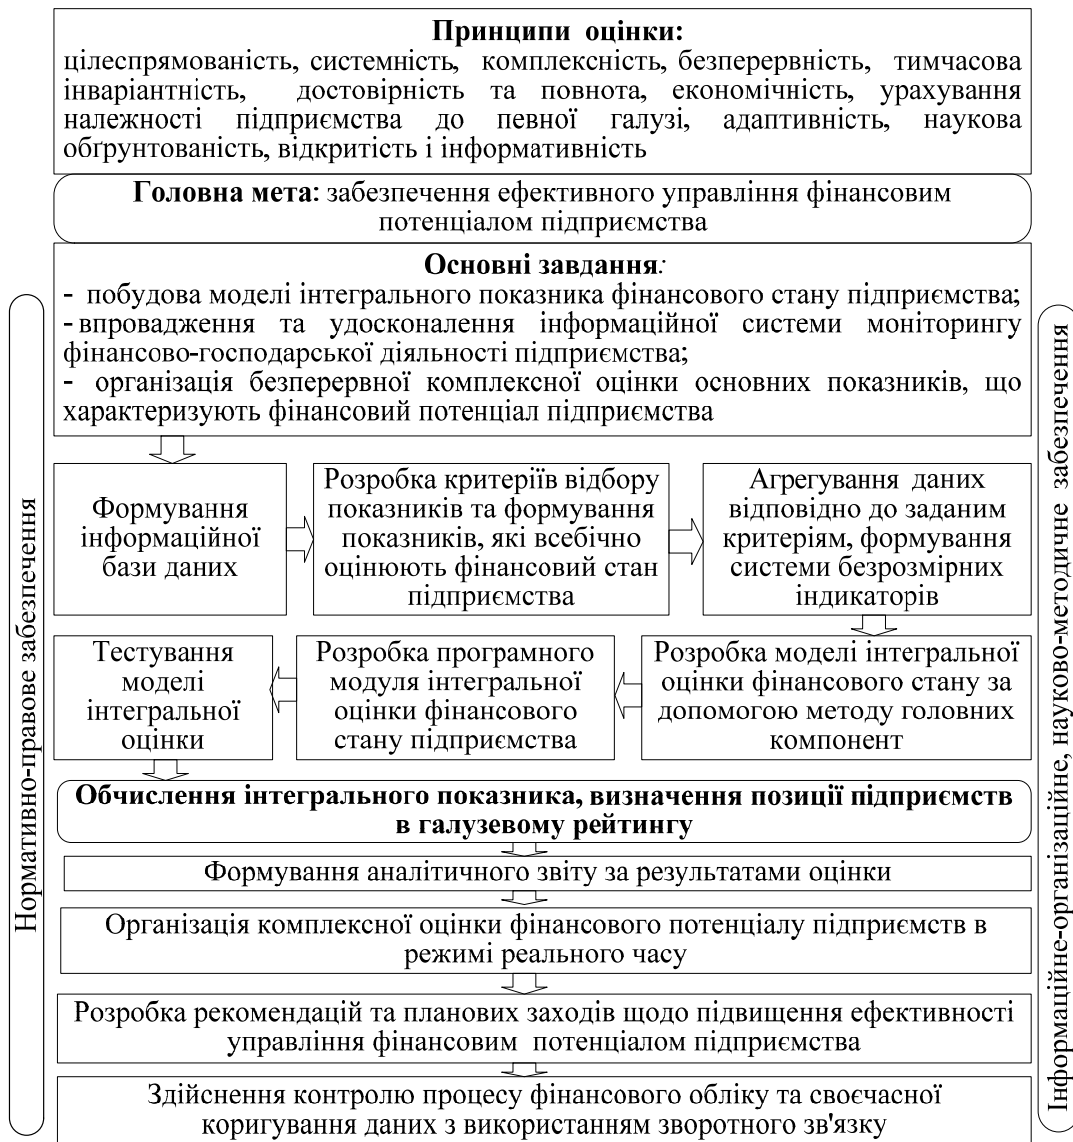 Принципи оцінки:
цілеспрямованість, системність, комплексність, безперервність, тимчасова
інваріантність, достовірність та повнота, економічність, урахування
належності підприємства до певної галузі, адаптивність, наукова
обґрунтованість, відкритість і інформативність
Головна мета: забезпечення ефективного управління фінансовим
потенціалом підприємства
Основні завдання:
- побудова моделі інтегрального показника фінансового стану підприємства;
- впровадження та удосконалення інформаційної системи моніторингу
фінансово-господарської діяльності підприємства;
- організація безперервної комплексної оцінки основних показників, що
характеризують фінансовий потенціал підприємства
Формування
інформаційної
бази даних
Розробка критеріїв відбору
показників та формування
показників, які всебічно
оцінюють фінансовий стан
підприємства
Агрегування даних
відповідно до заданим
критеріям, формування
системи безрозмірних
індикаторів
Тестування
моделі
інтегральної
оцінки
Розробка програмного
модуля інтегральної
оцінки фінансового
стану підприємства
Розробка моделі інтегральної
оцінки фінансового стану за
допомогою методу головних
компонент
Обчислення інтегрального показника, визначення позиції підприємств
в галузевому рейтингу
Формування аналітичного звіту за результатами оцінки
Організація комплексної оцінки фінансового потенціалу підприємств в
режимі реального часу
Розробка рекомендацій та планових заходів щодо підвищення ефективності
управління фінансовим потенціалом підприємства
Здійснення контролю процесу фінансового обліку та своєчасної
коригування даних з використанням зворотного зв'язку
Нормативно-правове забезпечення
Інформаційне-організаційне, науково-методичне забезпечення